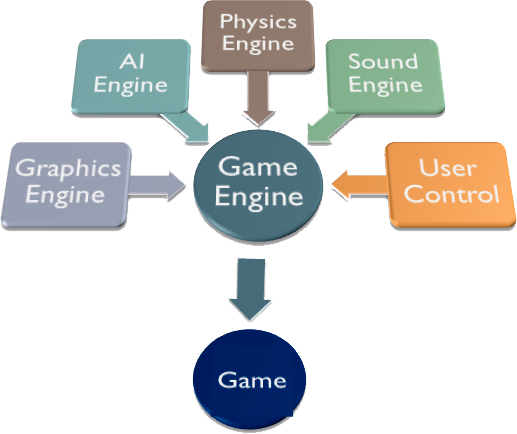 Physics
Engine
AI
Engine
Sound
Engine
Graphics
Engine
Game
Engine
User
Control
Game